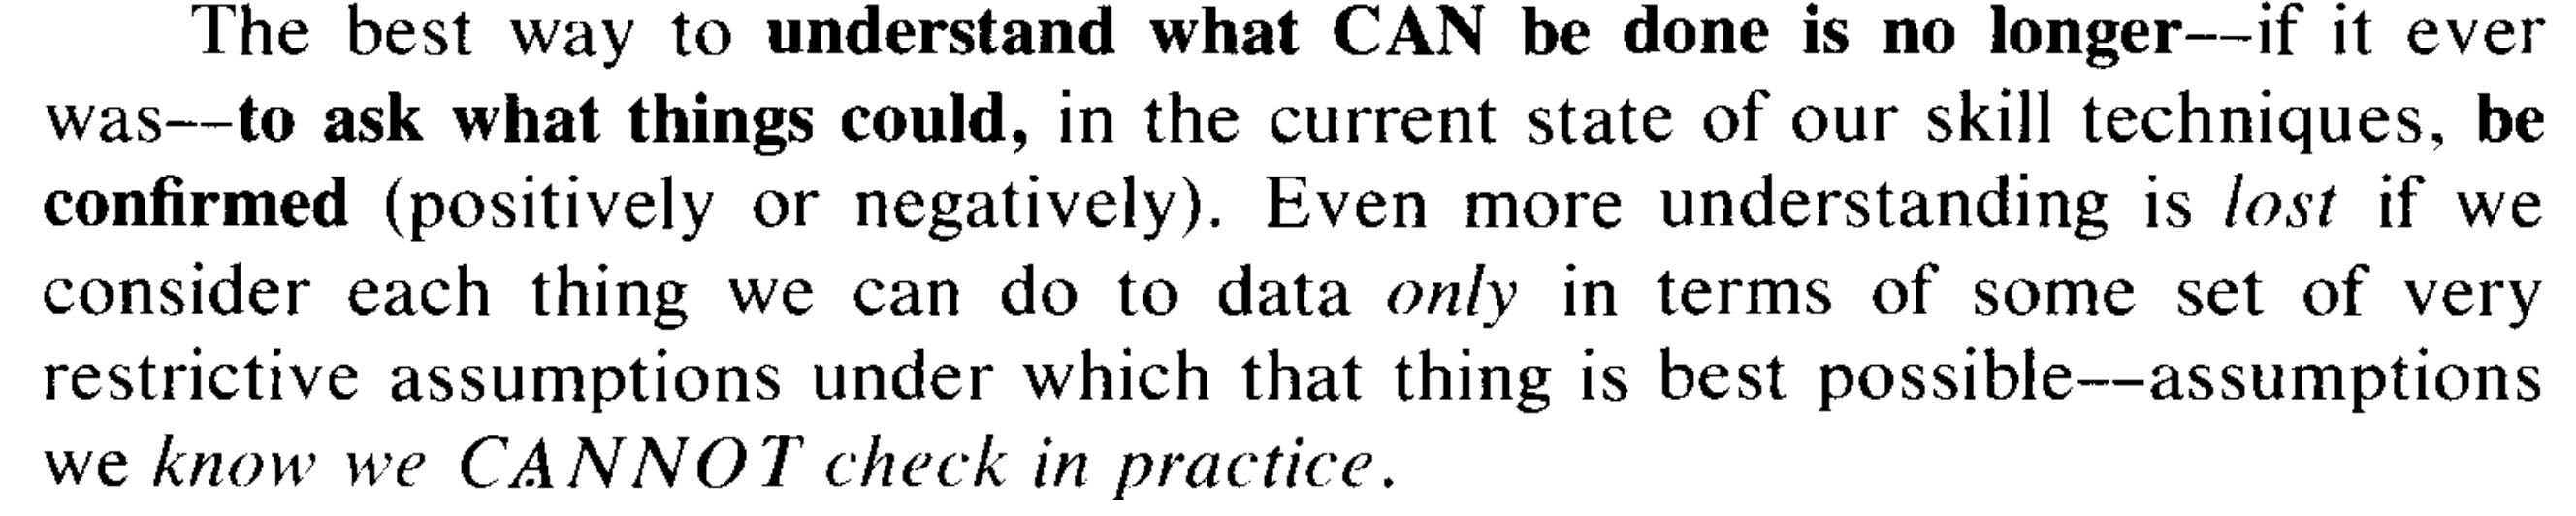 The best way to understand what CAN be done is no longer--if it ever
was--to ask what things could, in the current state of our skill techniques, be
confirmed (positively or negatively). Even more understanding is lost if we
consider each thing we can do to data only in terms of some set of very
restrictive assumptions under which that thing is best possible--assumptions
we know we CANNOT check in practice.